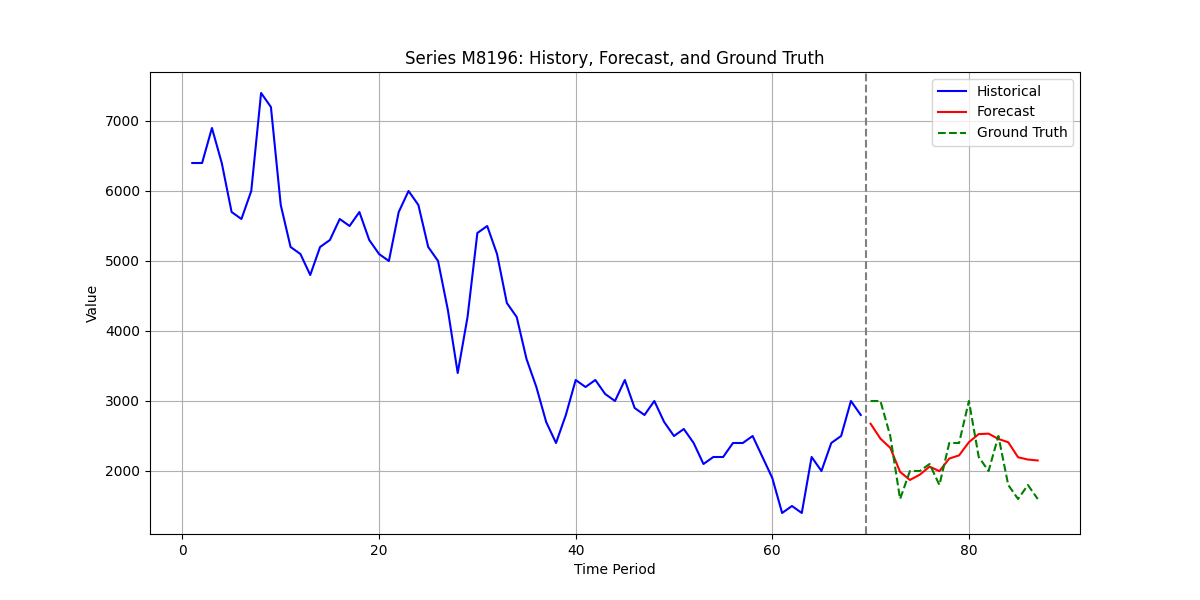 Series M8196: History, Forecast, and Ground Truth
Historical
Forecast
Ground Truth
7000
6000
5000
4000
3000
2000
Value
0
20
40
60
80
Time Period